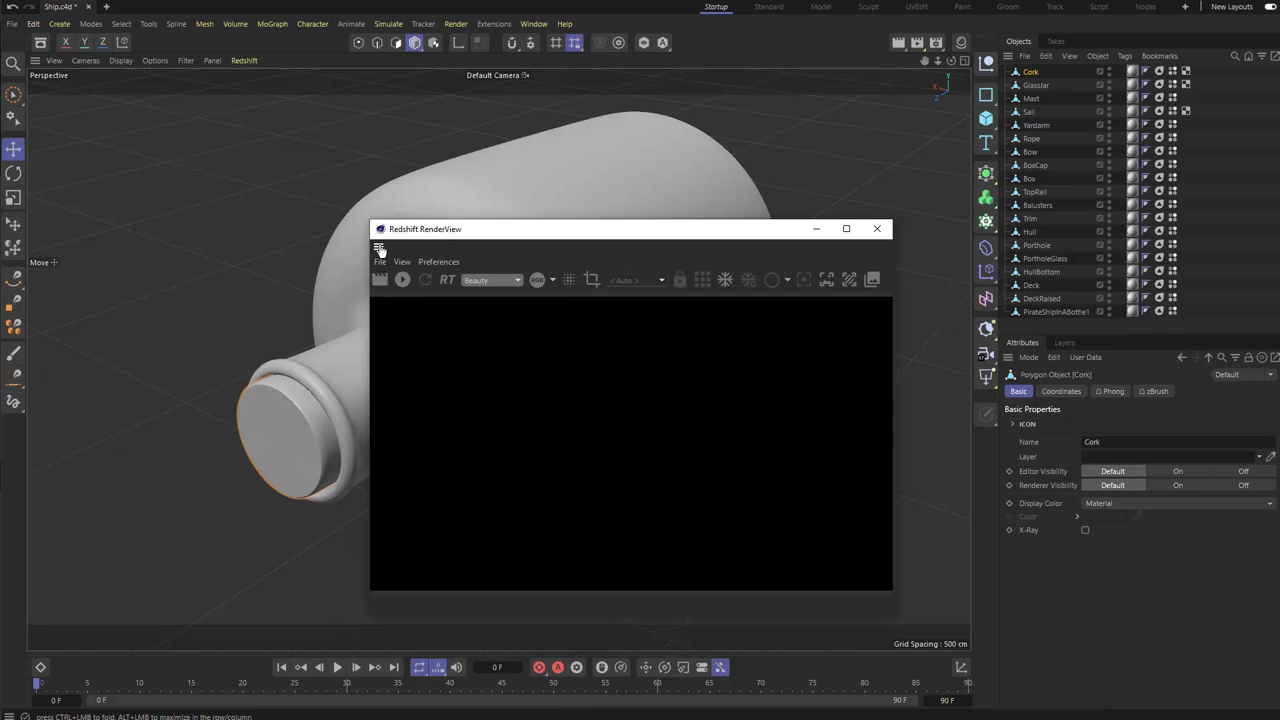 Ship.c4d *
Startup Standard Model Sculpt UVEdit Paint Groom Track Script Nodes New Layouts
File Edit Create Modes Select Tools Spline Mesh Volume MoGraph Character Animate Simulate Tracker Render Extensions Window Help
X Y Z
View Cameras Display Options Filter Panel Redshift
Perspective
Default Camera
Y
X
Z
Move
Redshift RenderView
File View Preferences
RT Beauty RGB < Auto >
Grid Spacing : 500 cm
Objects Takes
File Edit View Object Tags Bookmarks
Cork
GlassJar
Mast
Sail
Yardarm
Rope
Bow
BoxCap
Box
TopRail
Balusters
Trim
Hull
Porthole
PortholeGlass
HullBottom
Deck
DeckRaised
PirateShipInABottle1
Attributes Layers
Mode Edit User Data
Polygon Object [Cork] Default
Basic Coordinates Phong zBrush
Basic Properties
ICON
Name Cork
Layer
Editor Visibility Default On Off
Renderer Visibility Default On Off
Display Color Material
Color
X-Ray
0 F
0 5 10 15 20 25 30 35 40 45 50 55 60 65 70 75 80 85 90
0 F 0 F 90 F 90 F
press CTRL+LMB to fold, ALT+LMB to maximize in the row/column